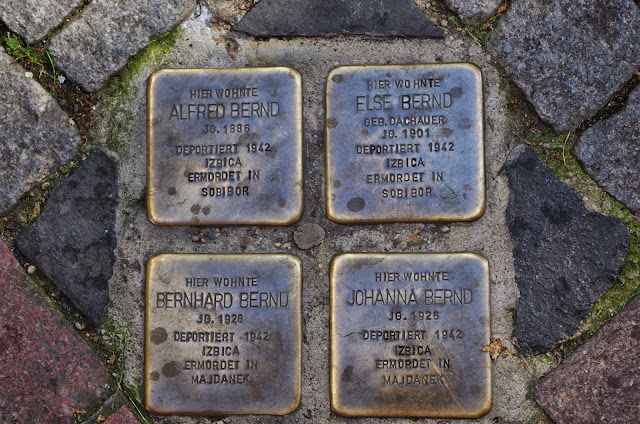 HIER WOHNTE
ALFRED BERND
JG. 1886
DEPORTIERT 1942
IZBICA
ERMORDET IN
SOBIBOR
HIER WOHNTE
ELSE BERND
GEB. DACHAUER
JG. 1901
DEPORTIERT 1942
IZBICA
ERMORDET IN
SOBIBOR
HIER WOHNTE
BERNHARD BERND
JG. 1926
DEPORTIERT 1942
IZBICA
ERMORDET IN
MAJDANEK
HIER WOHNTE
JOHANNA BERND
JG. 1926
DEPORTIERT 1942
IZBICA
ERMORDET IN
MAJDANEK